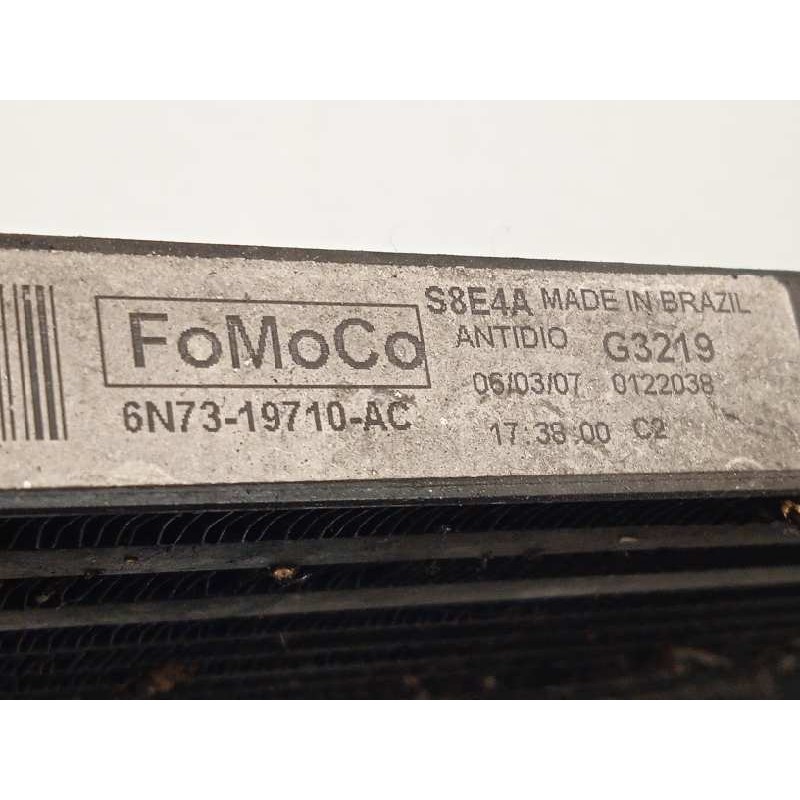 FoMoCo
6N73-19710-AC
S8E4A MADE IN BRAZIL
ANTIDIO G3219
06/03/07 0122038
17:38:00 C2